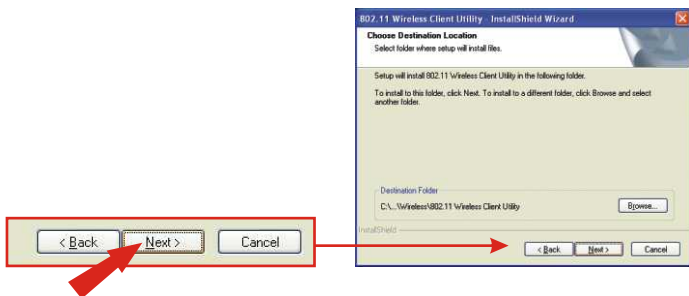 802.11 Wireless Client Utility - InstallShield Wizard
Choose Destination Location
Select folder where setup will install files.
Setup will install 802.11 Wireless Client Utility in the following folder.
To install to this folder, click Next. To install to a different folder, click Browse and select
another folder.
Destination Folder
C:\...\Wireless\802.11 Wireless Client Utility
Browse...
InstallShield
< Back Next > Cancel
< Back Next > Cancel